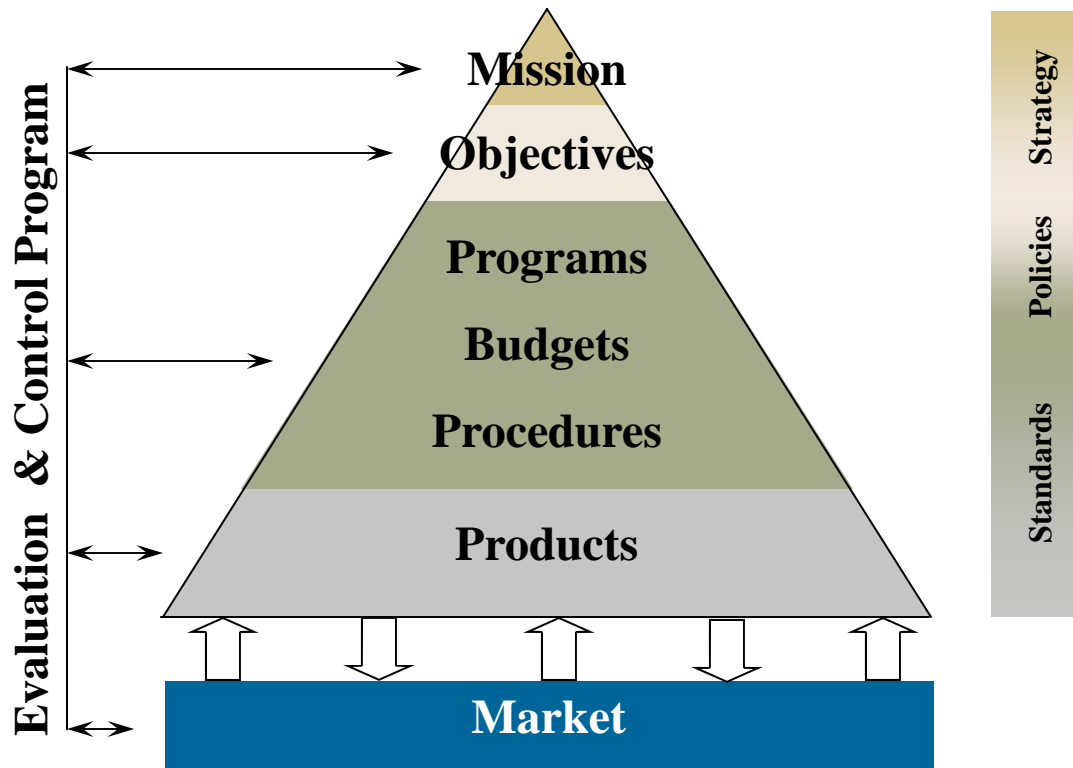 Evaluation & Control Program
Mission
Objectives
Programs
Budgets
Procedures
Products
Market
Strategy
Policies
Standards